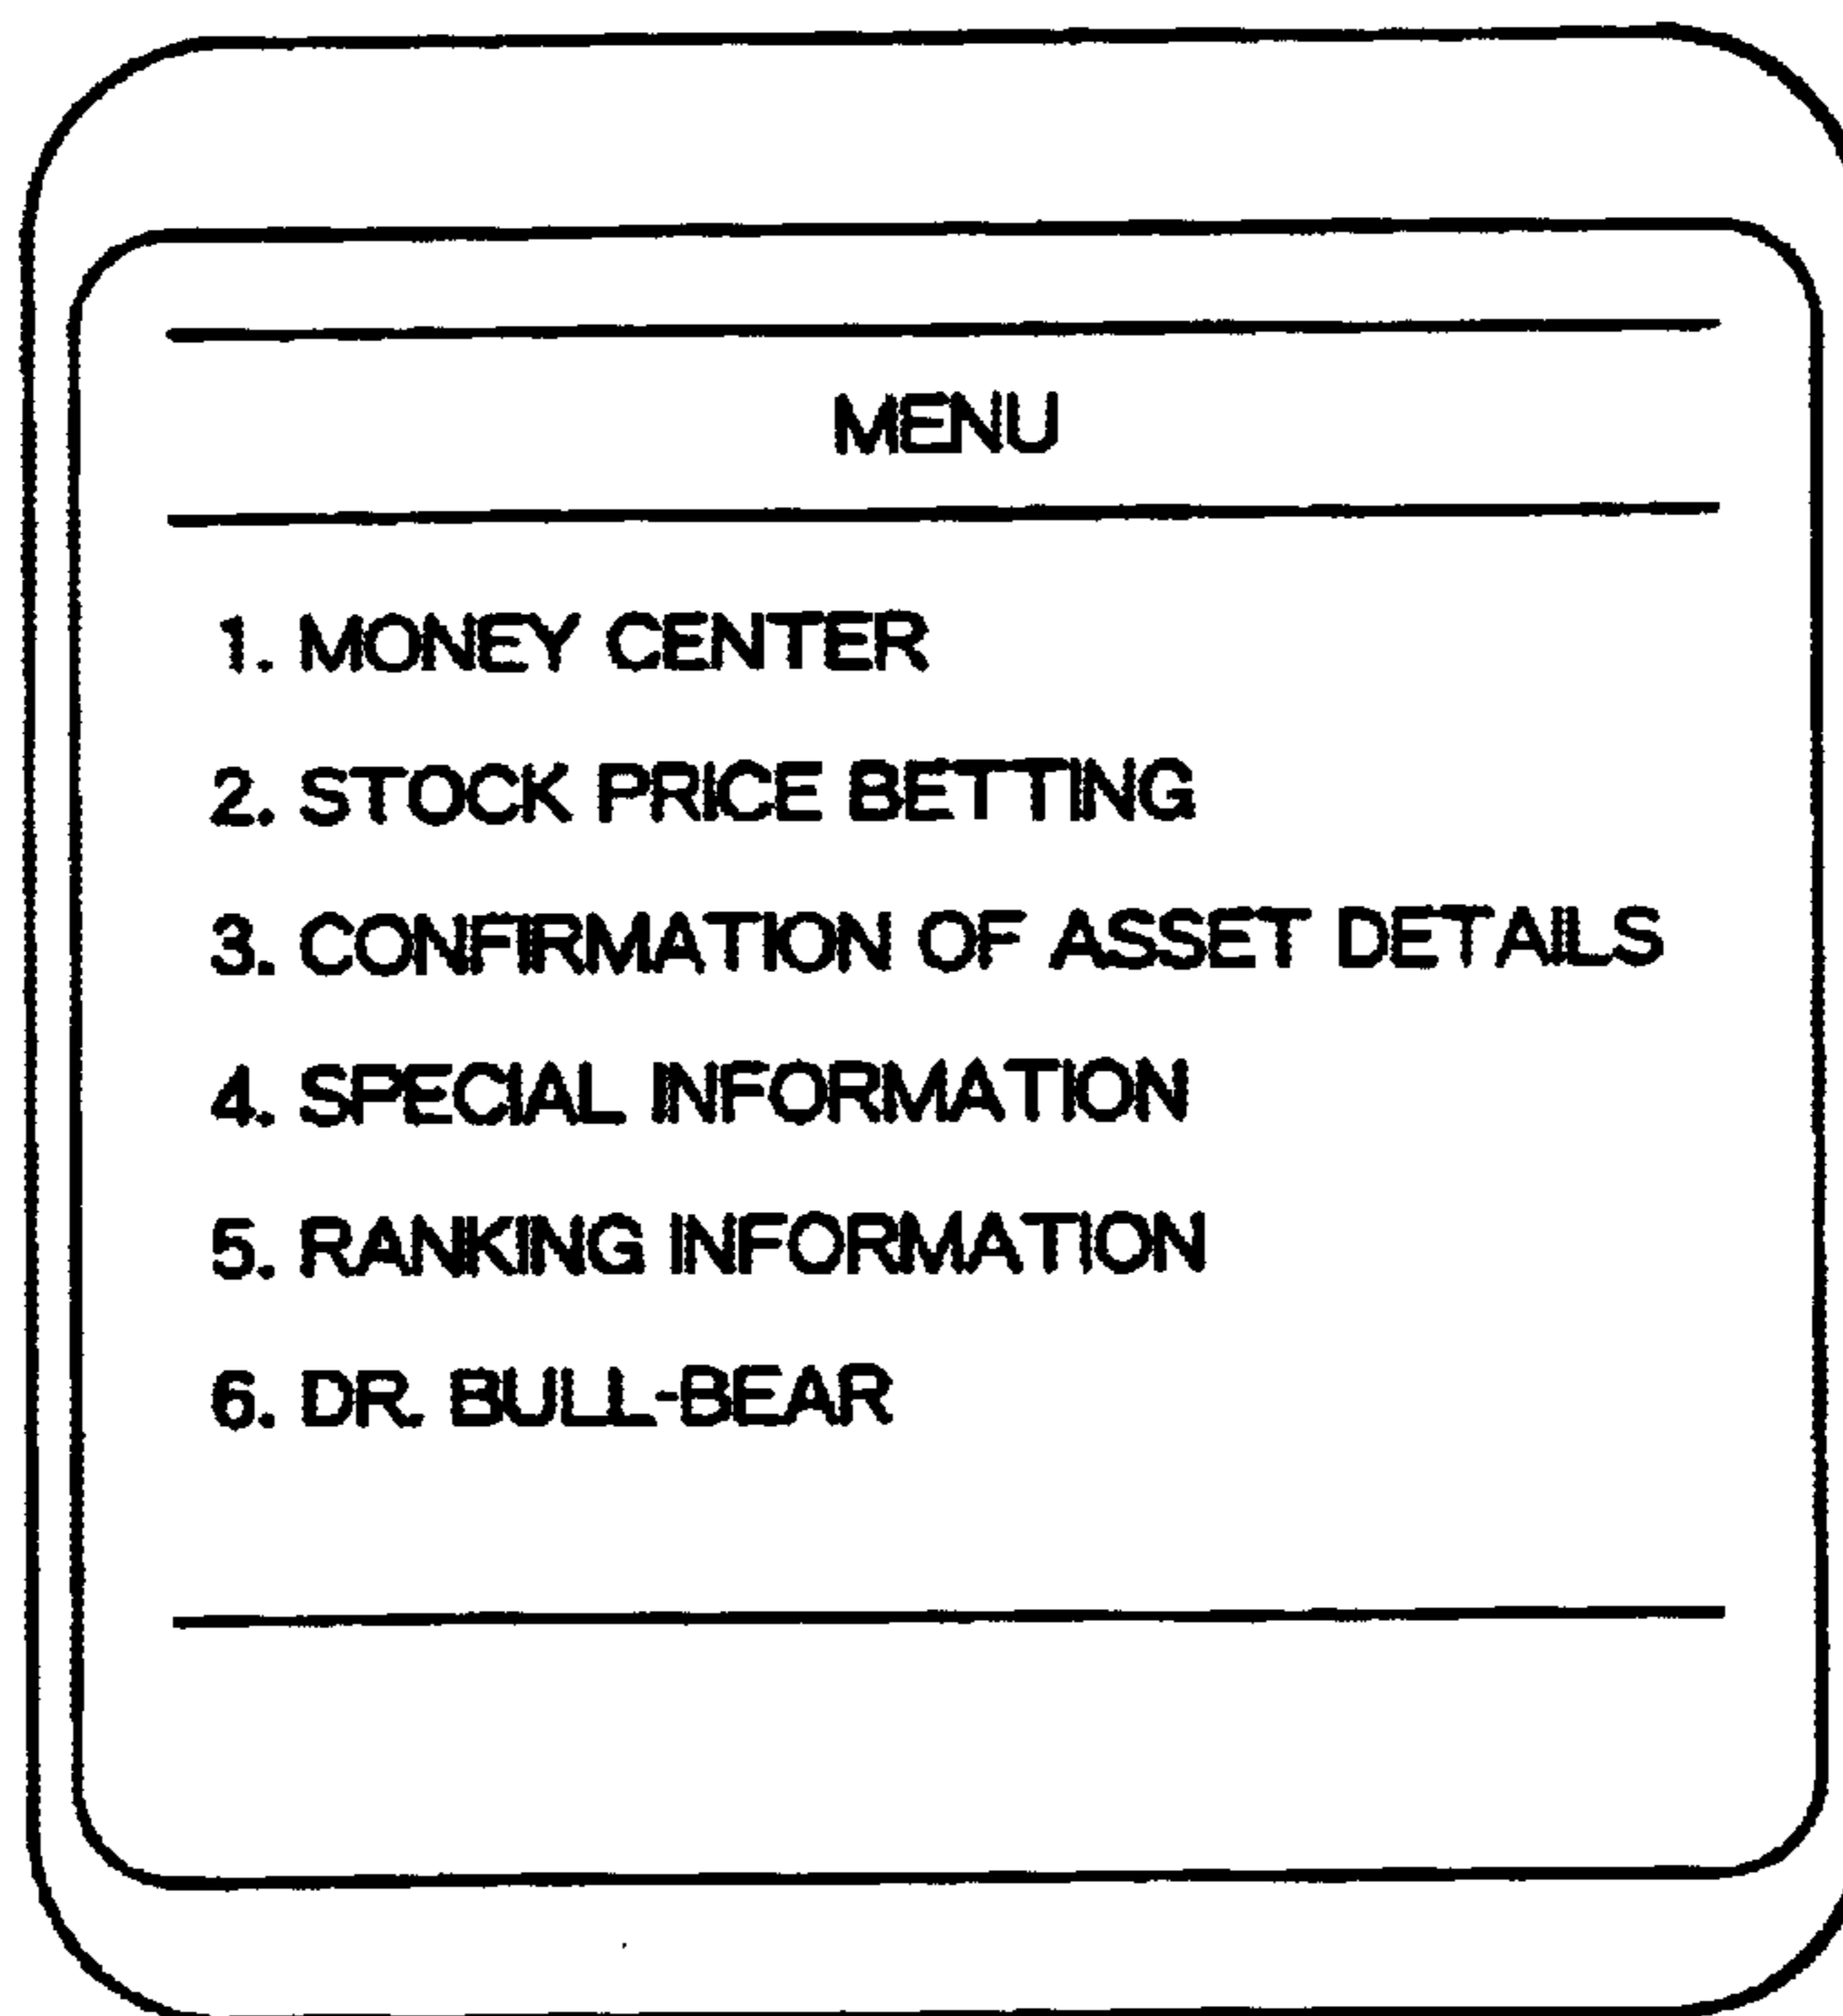 MENU
1. MONEY CENTER
2. STOCK PRICE BETTING
3. CONFIRMATION OF ASSET DETAILS
4. SPECIAL INFORMATION
5. RANKING INFORMATION
6. DR. BULL-BEAR